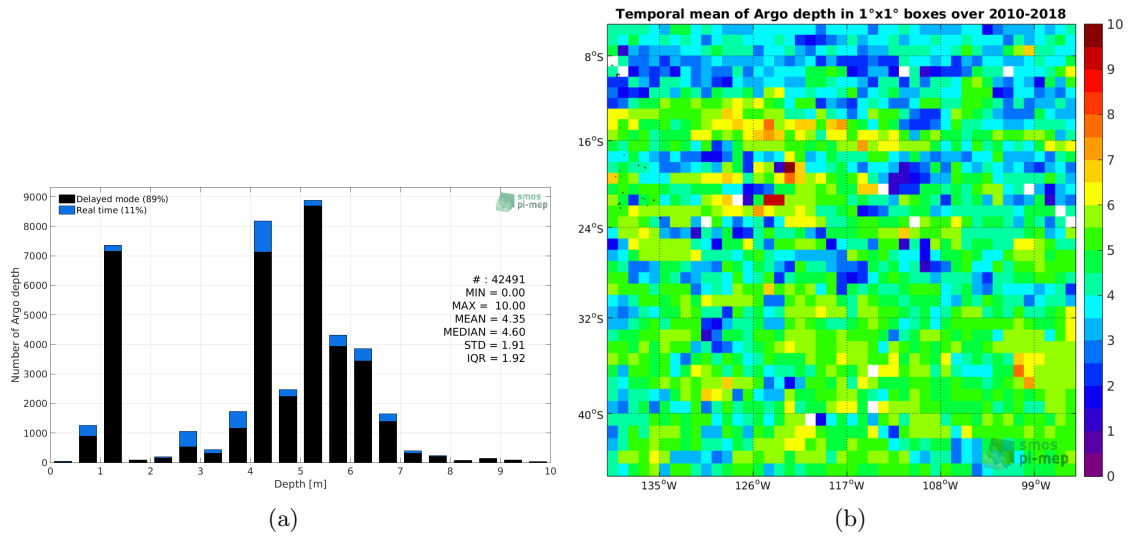 Temporal mean of Argo depth in 1°x1° boxes over 2010-2018
9000
8000
7000
6000
5000
4000
3000
2000
1000
0
Number of Argo depth
Delayed mode (89%)
Real time (11%)
smos
pi-mep
# : 42491
MIN = 0.00
MAX = 10.00
MEAN = 4.35
MEDIAN = 4.60
STD = 1.91
IQR = 1.92
0 1 2 3 4 5 6 7 8 9 10
Depth [m]
(a)
8°S
16°S
24°S
32°S
40°S
135°W 126°W 117°W 108°W 99°W
smos
pi-mep
10
9
8
7
6
5
4
3
2
1
0
(b)